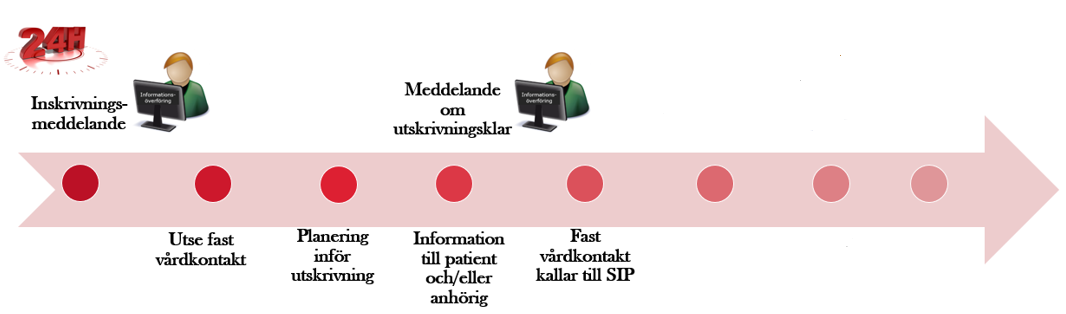 24H
Inskrivnings-
meddelande
Informations-
överföring
Meddelande
om
utskrivningsklar
Informations-
överföring
Utse fast
vårdkontakt
Planering
inför
utskrivning
Information
till patient
och/eller
anhörig
Fast
vårdkontakt
kallar till SIP